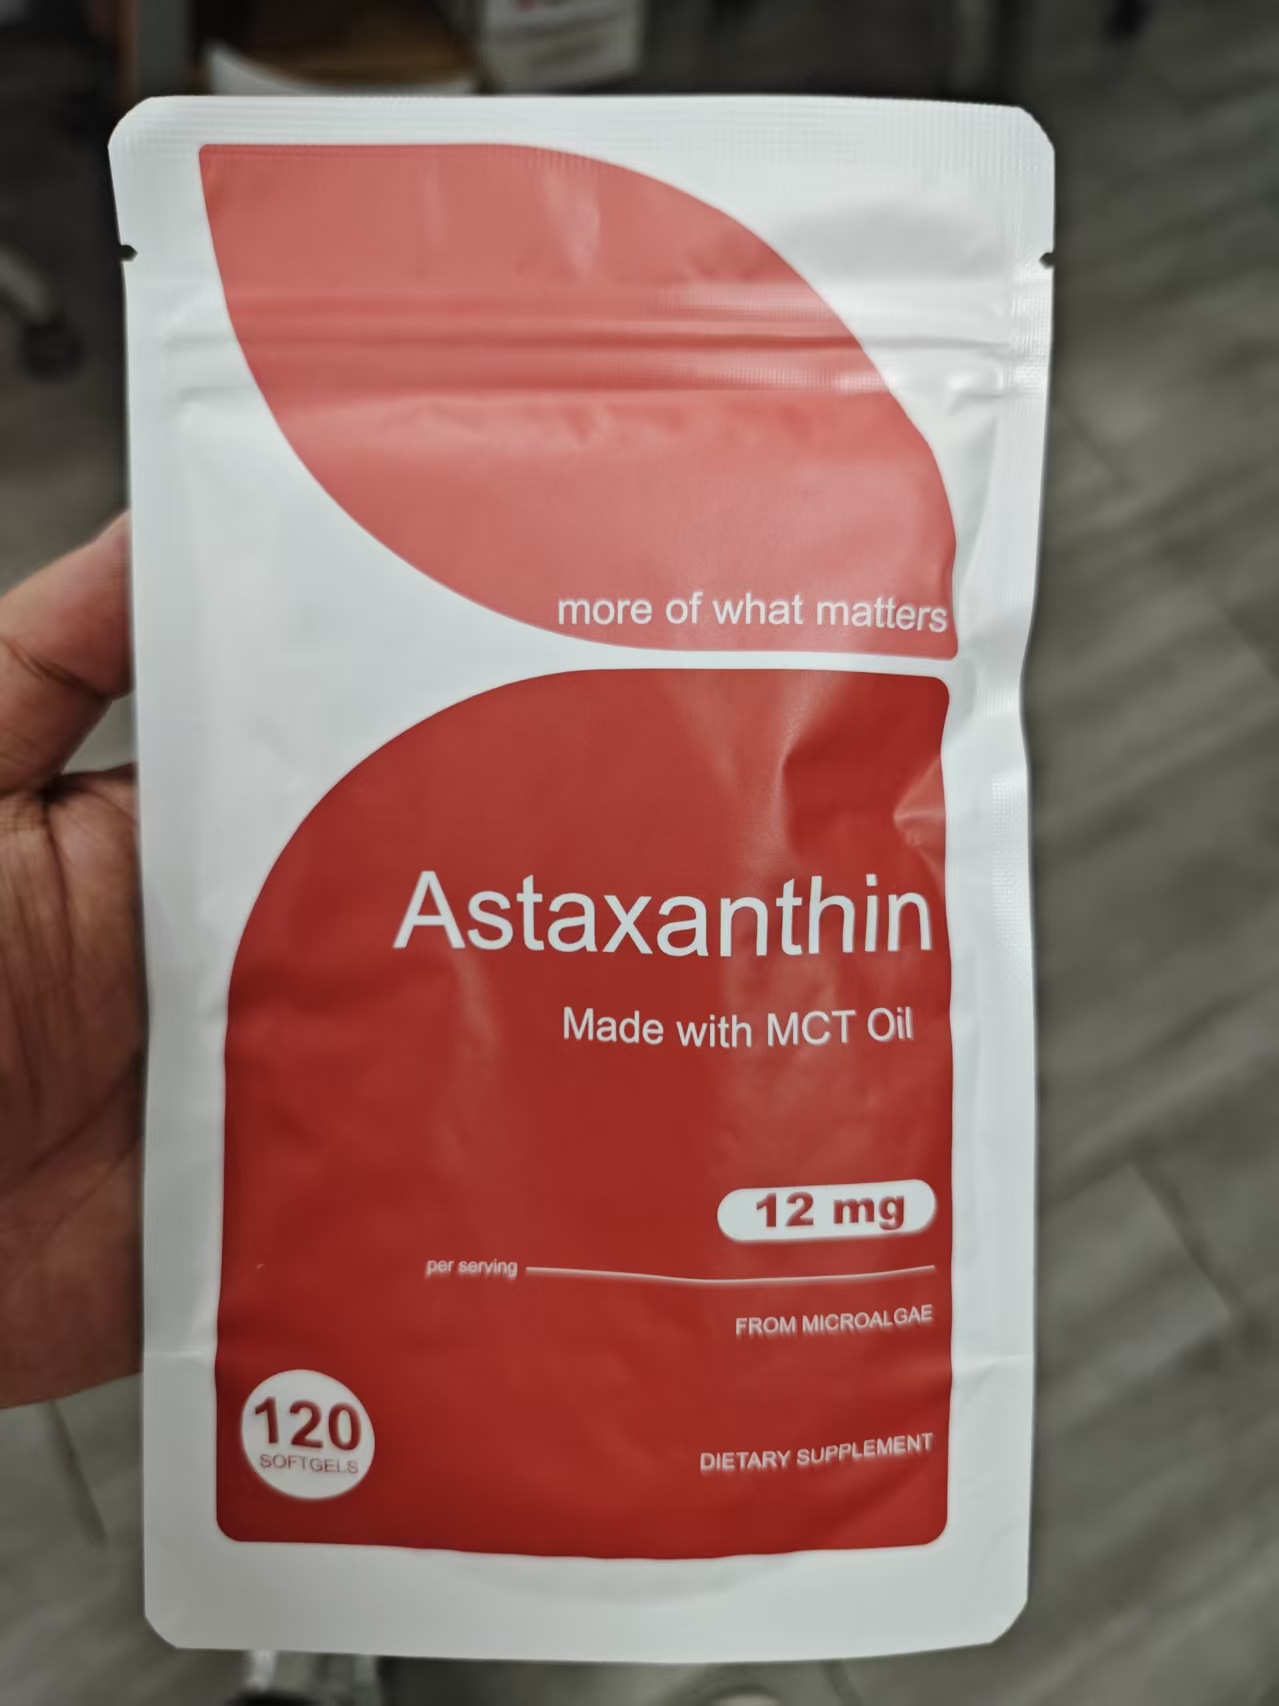 more of what matters
Astaxanthin
Made with MCT Oil
12 mg
per serving
FROM MICROALGAE
120
SOFTGELS
DIETARY SUPPLEMENT